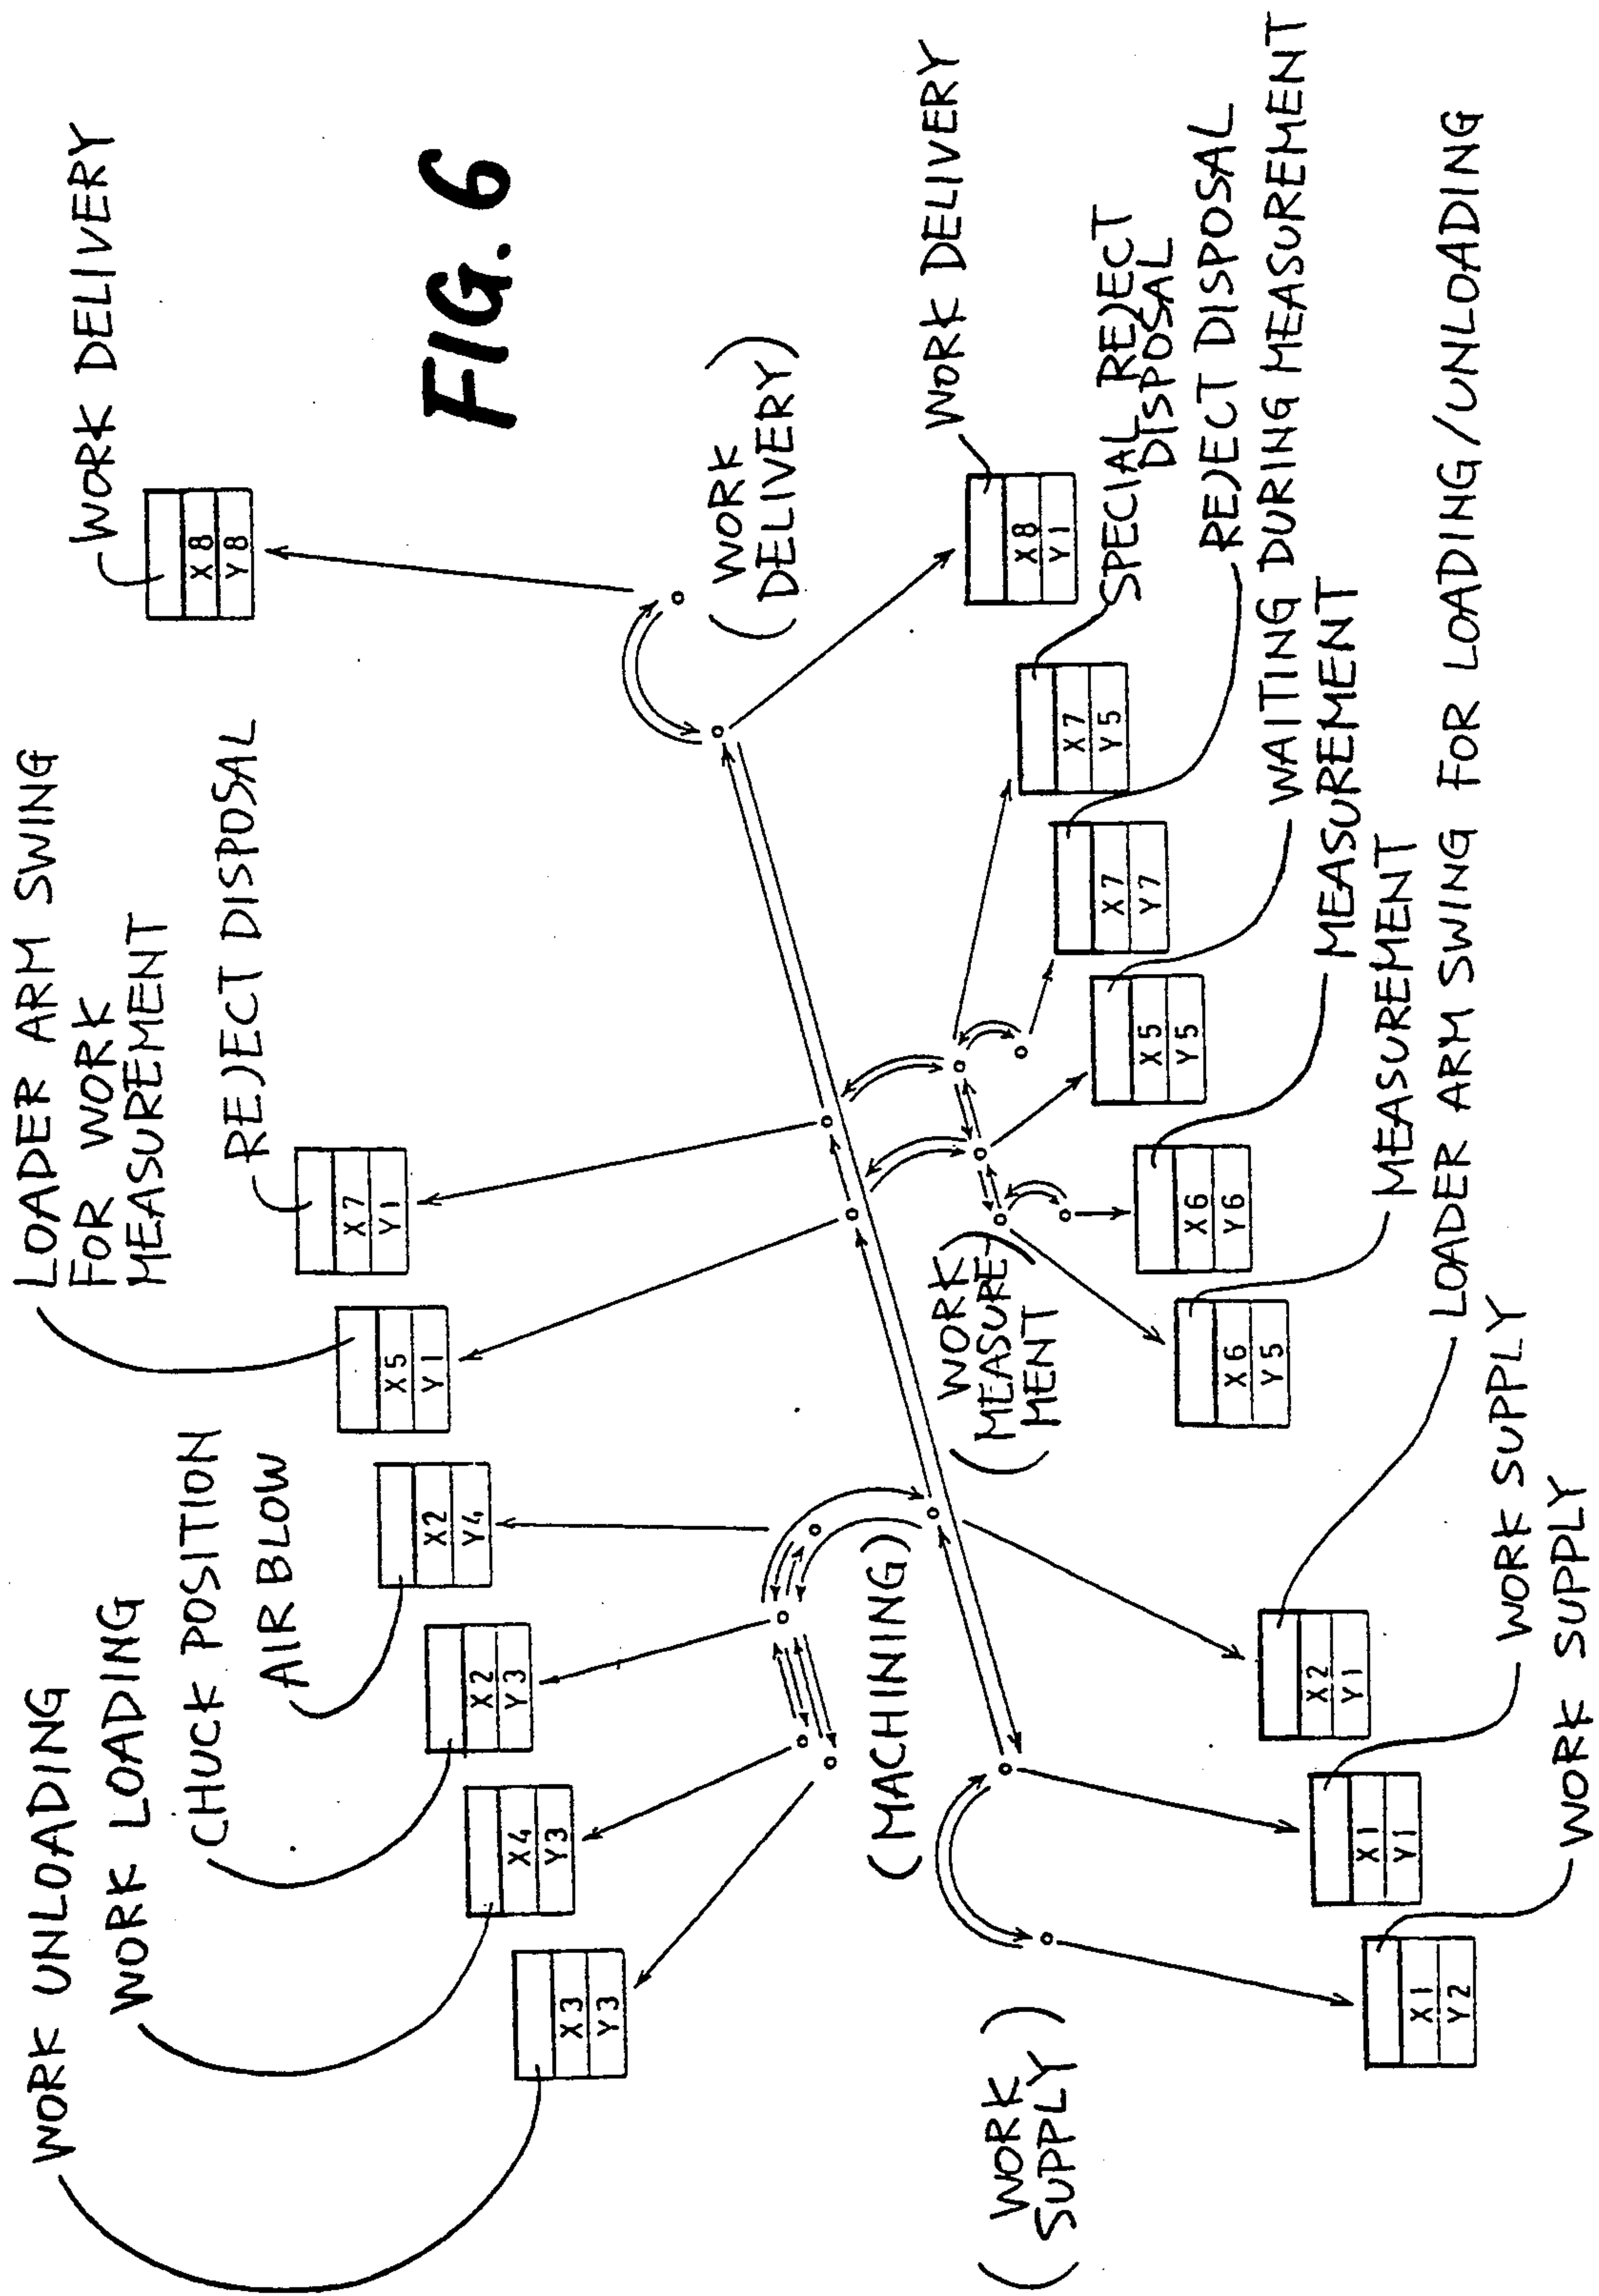 FIG. 6
WORK UNLOADING
WORK LOADING
CHUCK POSITION
AIR BLOW
LOADER ARM SWING
FOR WORK
MEASUREMENT
REJECT DISPOSAL
WORK DELIVERY
X3
Y3
X4
Y3
X2
Y3
X2
Y4
X5
Y1
X7
Y1
X8
Y8
(MACHINING)
(WORK
DELIVERY)
(WORK
SUPPLY)
(WORK
MEASURE-
MENT)
X1
Y2
X1
Y1
X2
Y1
X6
Y5
X6
Y6
X5
Y5
X7
Y7
X7
Y5
X8
Y1
WORK DELIVERY
SPECIAL REJECT
DISPOSAL
REJECT DISPOSAL
WAITING DURING MEASUREMENT
MEASUREMENT
MEASUREMENT
LOADER ARM SWING FOR LOADING/UNLOADING
WORK SUPPLY
WORK SUPPLY